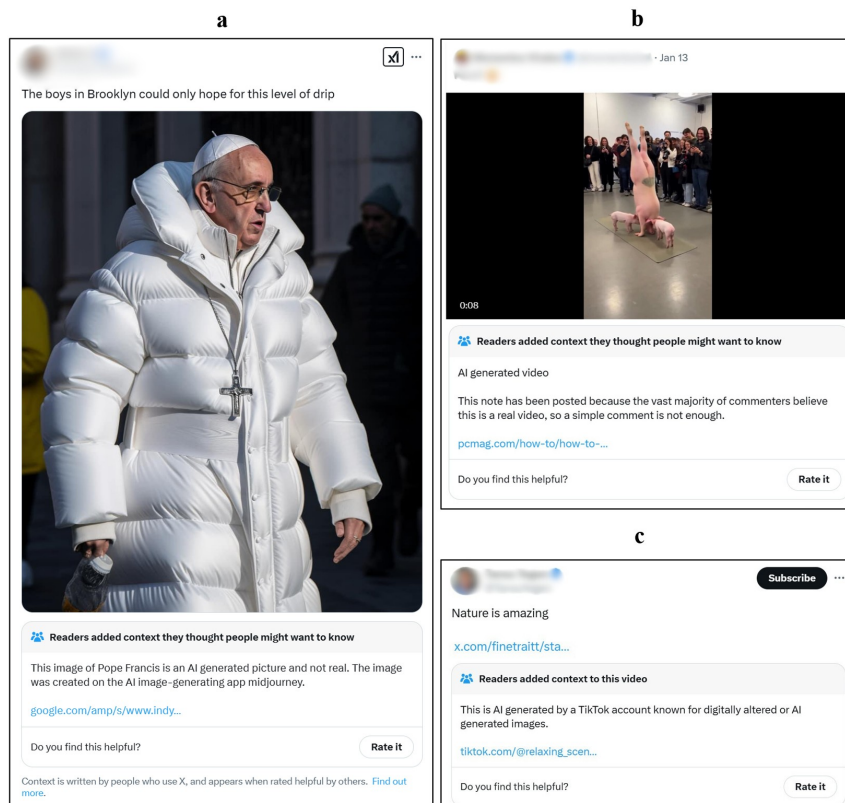 a
The boys in Brooklyn could only hope for this level of drip
Readers added context they thought people might want to know
This image of Pope Francis is an AI generated picture and not real. The image
was created on the AI image-generating app midjourney.
google.com/amp/s/www.indy...
Do you find this helpful?
Rate it
Context is written by people who use X, and appears when rated helpful by others. Find out
more.
b
· Jan 13
0:08
Readers added context they thought people might want to know
AI generated video
This note has been posted because the vast majority of commenters believe
this is a real video, so a simple comment is not enough.
pcmag.com/how-to/how-to-...
Do you find this helpful?
Rate it
c
Subscribe
Nature is amazing
x.com/finetraitt/sta...
Readers added context to this video
This is AI generated by a TikTok account known for digitally altered or AI
generated images.
tiktok.com/@relaxing_scen...
Do you find this helpful?
Rate it